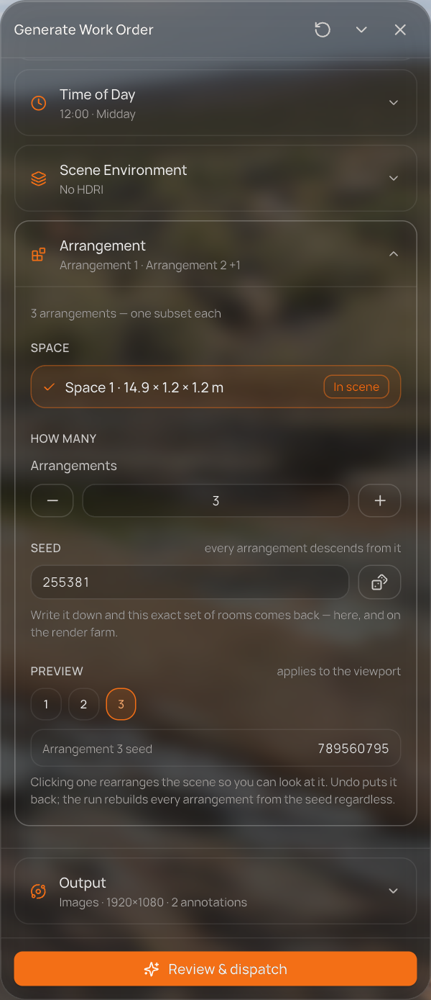 Generate Work Order
Time of Day
12:00 · Midday
Scene Environment
No HDRI
Arrangement
Arrangement 1 · Arrangement 2 +1
3 arrangements — one subset each
SPACE
Space 1 · 14.9 × 1.2 × 1.2 m
In scene
HOW MANY
Arrangements
3
SEED
every arrangement descends from it
255381
Write it down and this exact set of rooms comes back — here, and on
the render farm.
PREVIEW
applies to the viewport
1 2 3
Arrangement 3 seed
789560795
Clicking one rearranges the scene so you can look at it. Undo puts it
back; the run rebuilds every arrangement from the seed regardless.
Output
Images · 1920×1080 · 2 annotations
Review & dispatch